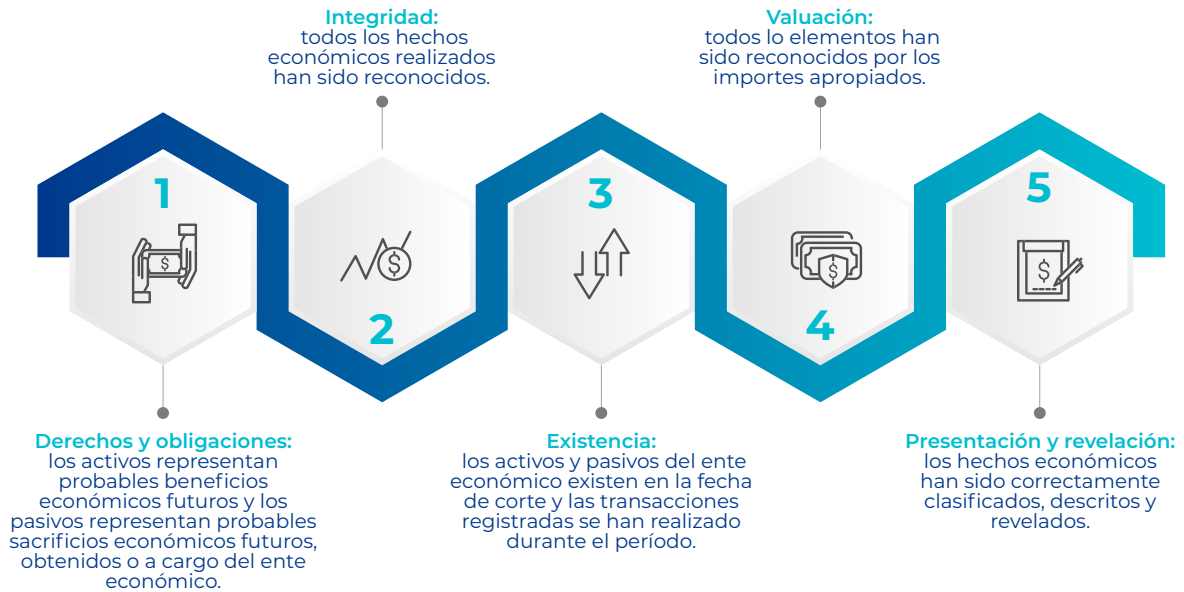 1
Derechos y obligaciones:
los activos representan
probables beneficios
económicos futuros y los
pasivos representan probables
sacrificios económicos futuros,
obtenidos o a cargo del ente
económico.
Integridad:
todos los hechos
económicos realizados
han sido reconocidos.
2
3
Existencia:
los activos y pasivos del ente
económico existen en la fecha
de corte y las transacciones
registradas se han realizado
durante el período.
Valuación:
todos lo elementos han
sido reconocidos por los
importes apropiados.
4
5
Presentación y revelación:
los hechos económicos
han sido correctamente
clasificados, descritos y
revelados.